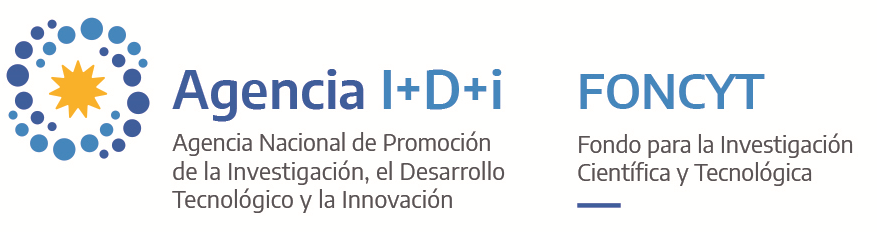 Agencia I+D+i
Agencia Nacional de Promoción
de la Investigación, el Desarrollo
Tecnológico y la Innovación
FONCYT
Fondo para la Investigación
Científica y Tecnológica